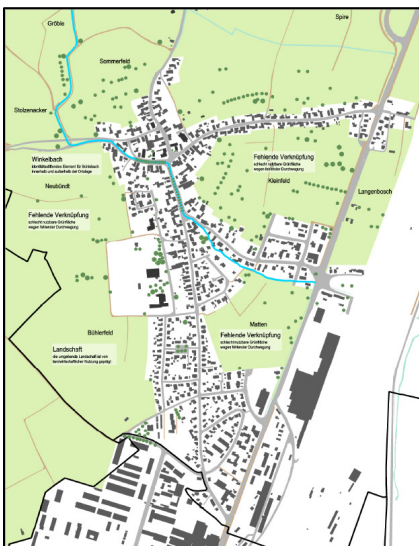 Gröble
Spire
Sommerfeld
Stolzenacker
Winkelbach
identitätsstiftendes Element für Sichelbach
innerhalb und außerhalb der Ortslage
Fehlende Verknüpfung
schlecht nutzbare Grünfläche
wegen fehlender Durchwegung
Kleinfeld
Neubündt
Langenbosch
Fehlende Verknüpfung
schlecht nutzbare Grünfläche
wegen fehlender Durchwegung
Bühlerfeld
Matten
Fehlende Verknüpfung
schlecht nutzbare Grünfläche
wegen fehlender Durchwegung
Landschaft
die umgebende Landschaft ist von
landwirtschaftlicher Nutzung geprägt